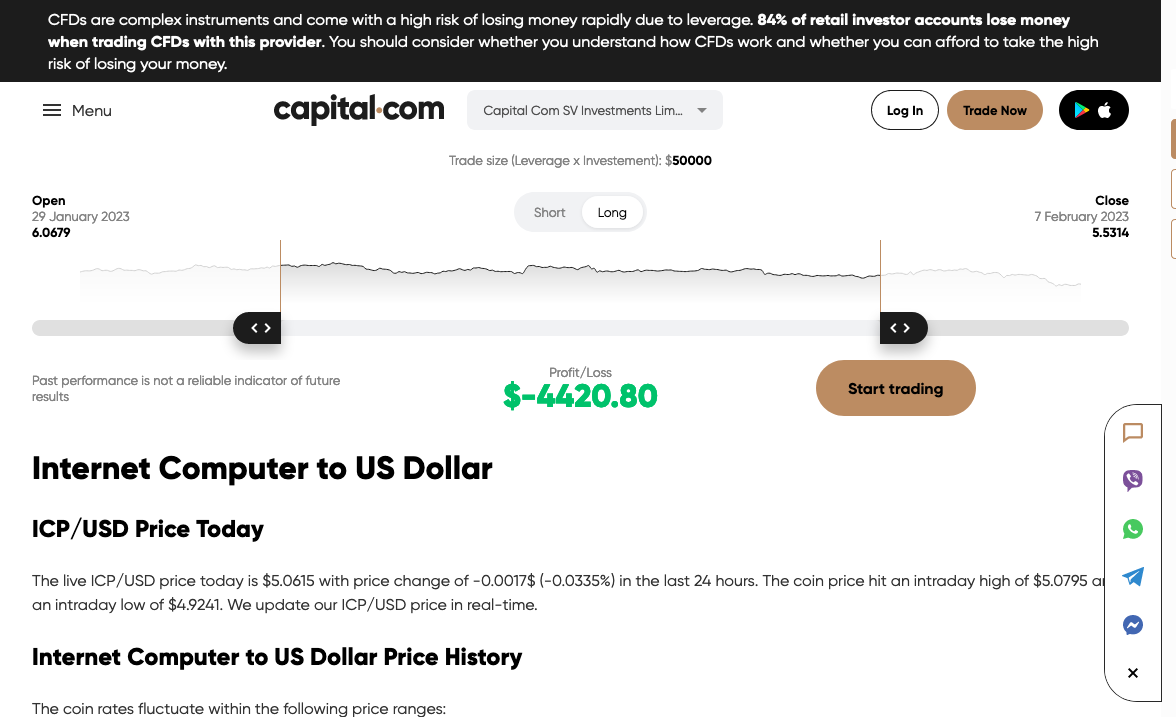 CFDs are complex instruments and come with a high risk of losing money rapidly due to leverage. 84% of retail investor accounts lose money
when trading CFDs with this provider. You should consider whether you understand how CFDs work and whether you can afford to take the high
risk of losing your money.
Menu
capital.com
Capital Com SV Investments Lim...
Log In
Trade Now
Trade size (Leverage x Investement): $50000
Open
29 January 2023
6.0679
Short
Long
Close
7 February 2023
5.5314
Past performance is not a reliable indicator of future
results
Profit/Loss
$-4420.80
Start trading
Internet Computer to US Dollar
ICP/USD Price Today
The live ICP/USD price today is $5.0615 with price change of -0.0017$ (-0.0335%) in the last 24 hours. The coin price hit an intraday high of $5.0795
an intraday low of $4.9241. We update our ICP/USD price in real-time.
Internet Computer to US Dollar Price History
The coin rates fluctuate within the following price ranges: